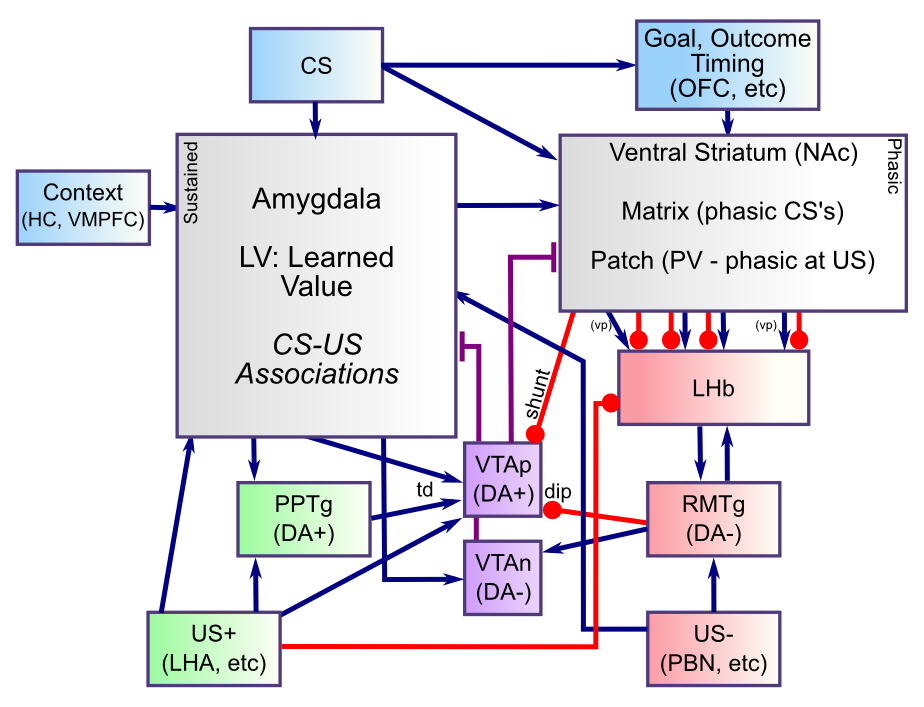 CS
Goal, Outcome
Timing
(OFC, etc)
Context
(HC, VMPFC)
Sustained
Amygdala
LV: Learned
Value
CS-US
Associations
Phasic
Ventral Striatum (NAc)
Matrix (phasic CS's)
Patch (PV - phasic at US)
(vp)
(vp)
LHb
shunt
VTAp
(DA+)
td
dip
PPTg
(DA+)
RMTg
(DA-)
VTAn
(DA-)
US+
(LHA, etc)
US-
(PBN, etc)